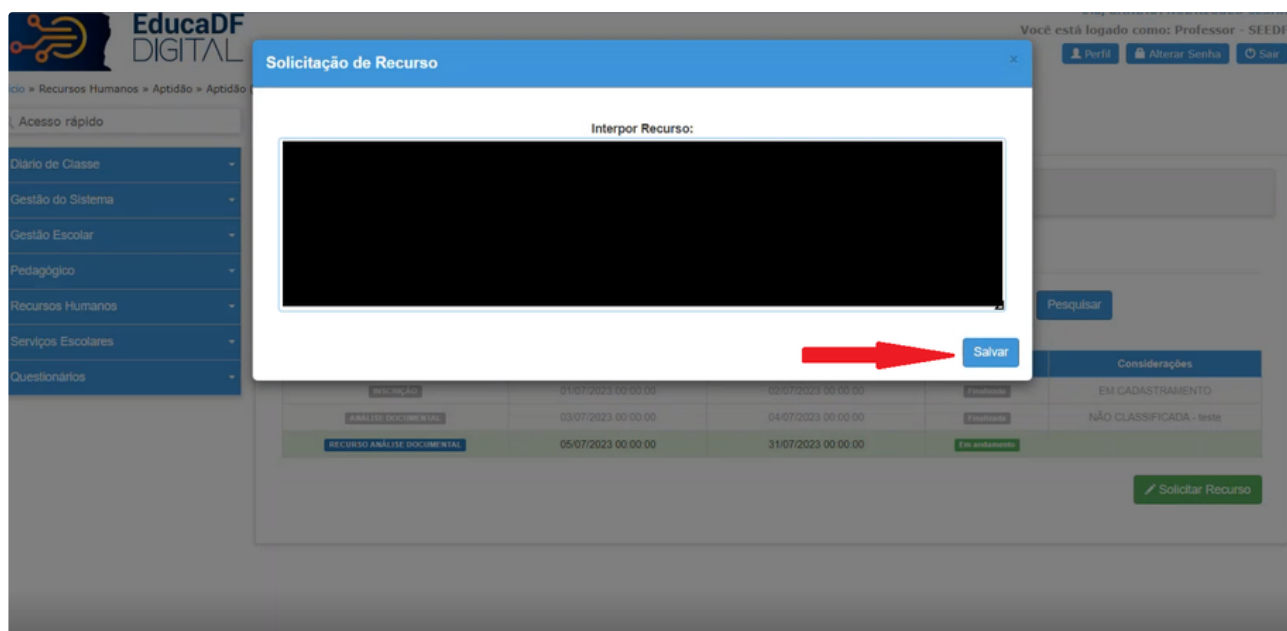 EducaDF
DIGITAL
Você está logado como: Professor - SEEDF
Perfil
Alterar Senha
Sair
Solicitação de Recurso
×
» Recursos Humanos » Aptidão » Aptidão
Acesso rápido
Interpor Recurso:
Diário de Classe
Gestão do Sistema
Gestão Escolar
Pedagógico
Recursos Humanos
Pesquisar
Serviços Escolares
Salvar
Considerações
Questionários
INSCRIÇÃO 01/07/2023 00:00:00 02/07/2023 00:00:00 Finalizada EM CADASTRAMENTO
ANÁLISE DOCUMENTAL 03/07/2023 00:00:00 04/07/2023 00:00:00 Finalizada NÃO CLASSIFICADA - teste
RECURSO ANÁLISE DOCUMENTAL 05/07/2023 00:00:00 31/07/2023 00:00:00 Em andamento
Solicitar Recurso